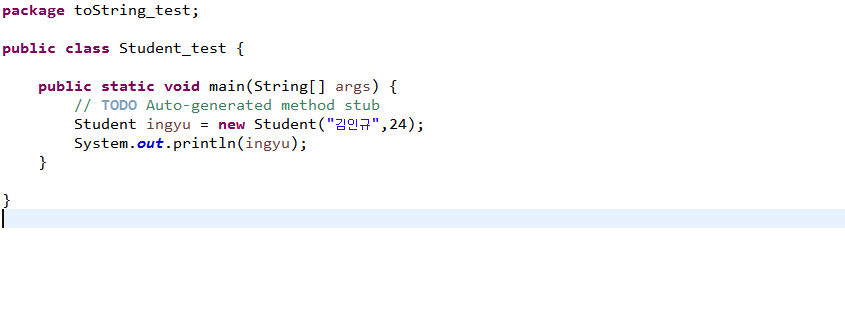 package toString_test;
public class Student_test {
public static void main(String[] args) {
// TODO Auto-generated method stub
Student ingyu = new Student("김인규",24);
System.out.println(ingyu);
}
}